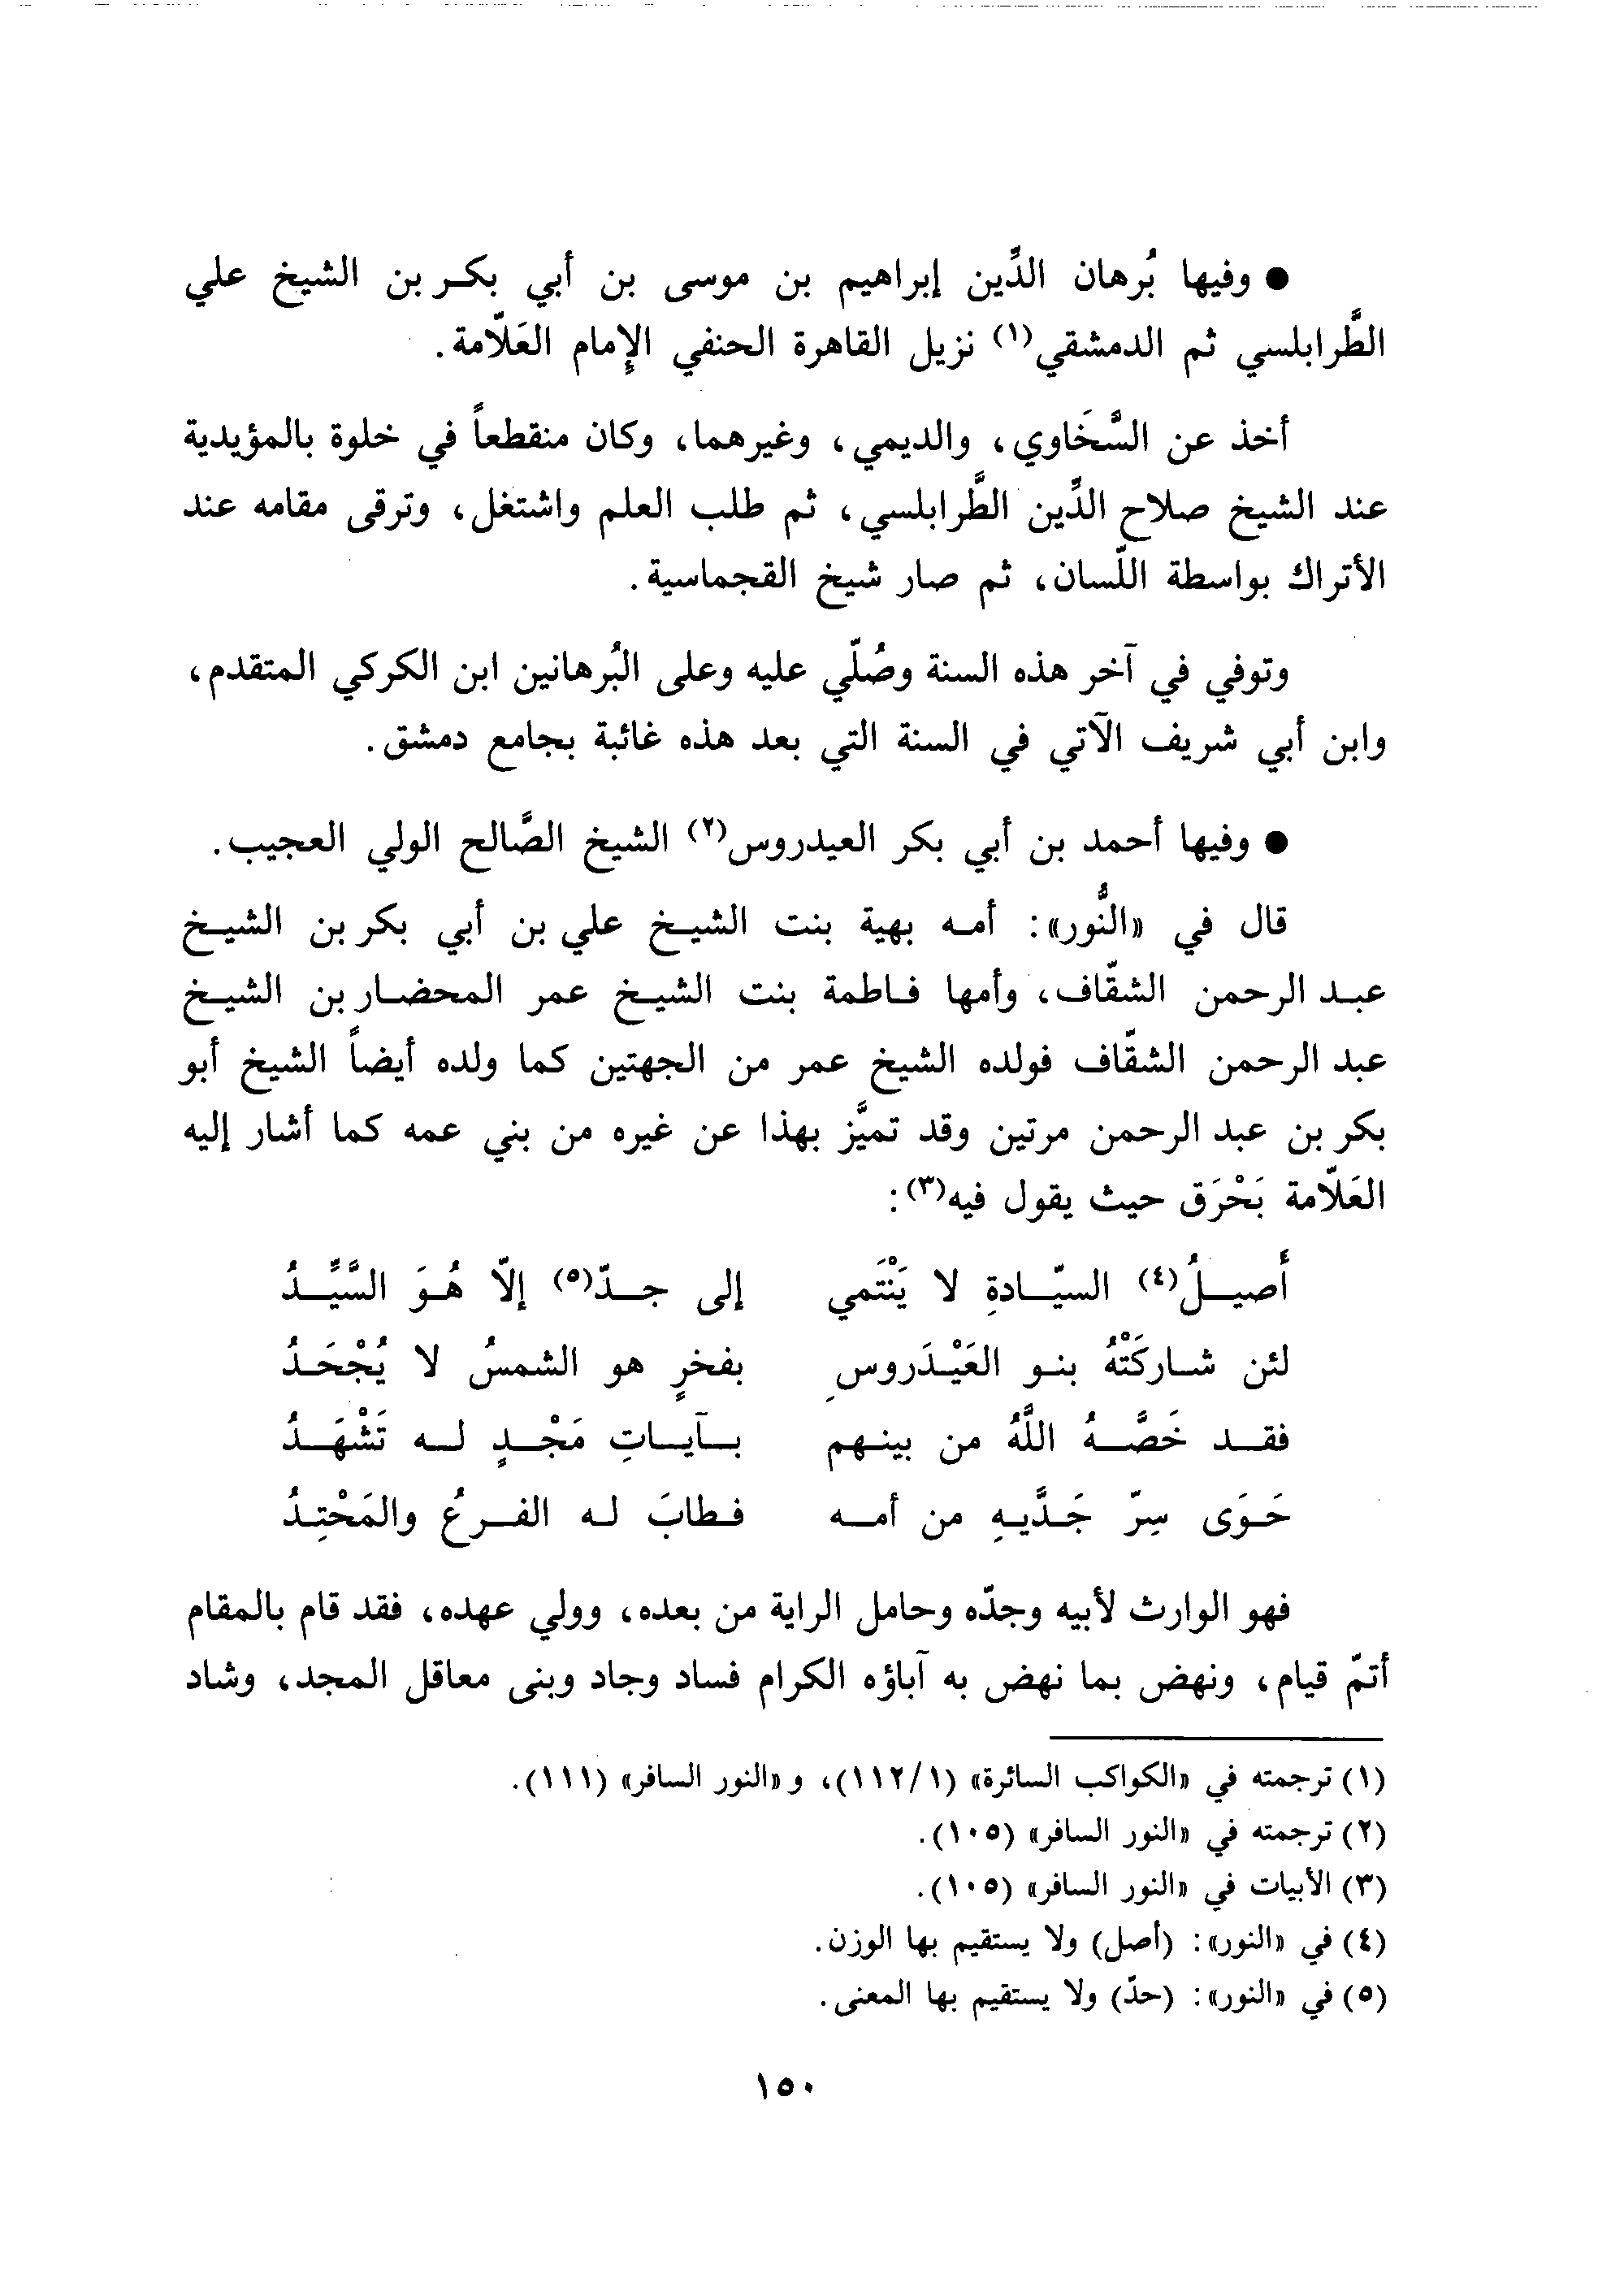 ● وفيها بُرهان الدِّين إبراهيم بن موسى بن أبي بكر بن الشيخ علي
الطَّرابلسي ثم الدمشقي(١) نزيل القاهرة الحنفي الإِمام العَلّامة.
أخذ عن السَّخَاوي، والديمي، وغيرهما، وكان منقطعاً في خلوة بالمؤيدية
عند الشيخ صلاح الدِّين الطَّرابلسي، ثم طلب العلم واشتغل، وترقى مقامه عند
الأتراك بواسطة اللّسان، ثم صار شيخ القجماسية.
وتوفي في آخر هذه السنة وصُلّي عليه وعلى البُرهانين ابن الكركي المتقدم،
وابن أبي شريف الآتي في السنة التي بعد هذه غائبة بجامع دمشق.
● وفيها أحمد بن أبي بكر العيدروس(٢) الشيخ الصَّالح الولي العجيب.
قال في «النُّور»: أمه بهية بنت الشيخ علي بن أبي بكر بن الشيخ
عبد الرحمن الشقّاف، وأمها فاطمة بنت الشيخ عمر المحضار بن الشيخ
عبد الرحمن الشقّاف فولده الشيخ عمر من الجهتين كما ولده أيضاً الشيخ أبو
بكر بن عبد الرحمن مرتين وقد تميَّز بهذا عن غيره من بني عمه كما أشار إليه
العَلّامة بَحْرَق حيث يقول فيه(٣):
أَصيلُ(٤) السيّادةِ لا يَنْتَمي إلى جدّ(٥) إلّا هُوَ السَّيِّدُ
لئن شاركَتْهُ بنو العَيْدَروسِ بفخرٍ هو الشمسُ لا يُجْحَدُ
فقد خَصَّهُ اللَّهُ من بينهم بآياتِ مَجْدٍ له تَشْهَدُ
حَوَى سِرّ جَدَّيهِ من أمه فطابَ له الفرعُ والمَحْتِدُ
فهو الوارث لأبيه وجدّه وحامل الراية من بعده، وولي عهده، فقد قام بالمقام
أتمّ قيام، ونهض بما نهض به آباؤه الكرام فساد وجاد وبنى معاقل المجد، وشاد
(١) ترجمته في «الكواكب السائرة» (١/١١٢)، و«النور السافر» (١١١).
(٢) ترجمته في «النور السافر» (١٠٥).
(٣) الأبيات في «النور السافر» (١٠٥).
(٤) في «النور»: (أصل) ولا يستقيم بها الوزن.
(٥) في «النور»: (حدّ) ولا يستقيم بها المعنى.
١٥٠